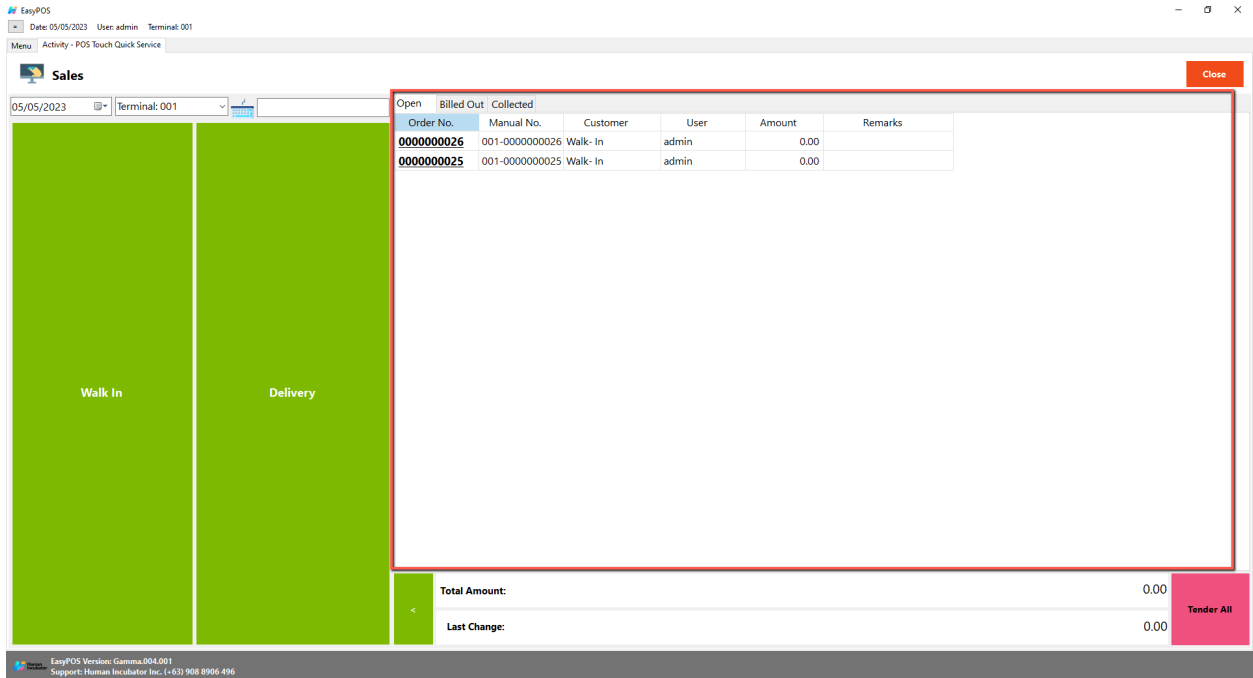 EasyPOS
Date: 05/05/2023 User: admin Terminal: 001
Menu Activity - POS Touch Quick Service
Sales
Close
05/05/2023 Terminal: 001
Open Billed Out Collected
Order No. Manual No. Customer User Amount Remarks
0000000026 001-0000000026 Walk- In admin 0.00
0000000025 001-0000000025 Walk- In admin 0.00
Walk In
Delivery
<
Total Amount: 0.00
Last Change: 0.00
Tender All
Human Incubator
EasyPOS Version: Gamma.004.001
Support: Human Incubator Inc. (+63) 908 8906 496